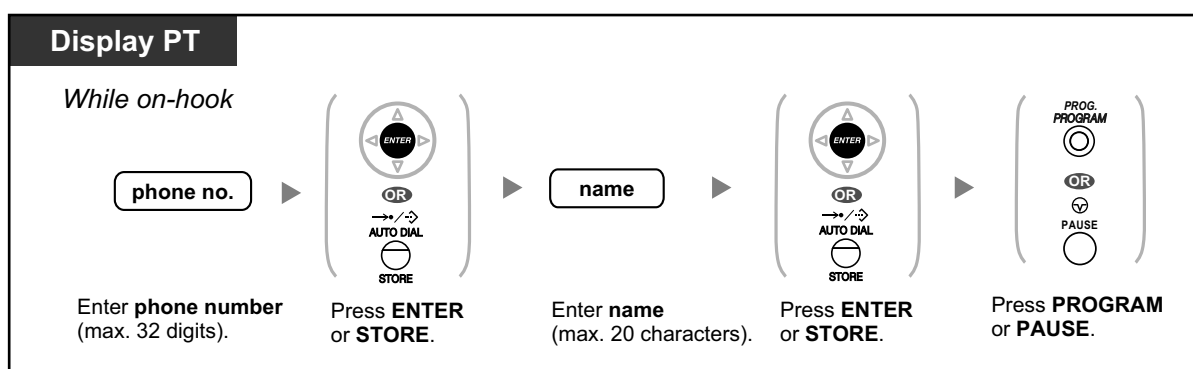 Display PT
While on-hook
phone no.
ENTER
OR
AUTO DIAL
STORE
name
ENTER
OR
AUTO DIAL
STORE
PROG.
PROGRAM
OR
PAUSE
Enter phone number
(max. 32 digits).
Press ENTER
or STORE.
Enter name
(max. 20 characters).
Press ENTER
or STORE.
Press PROGRAM
or PAUSE.